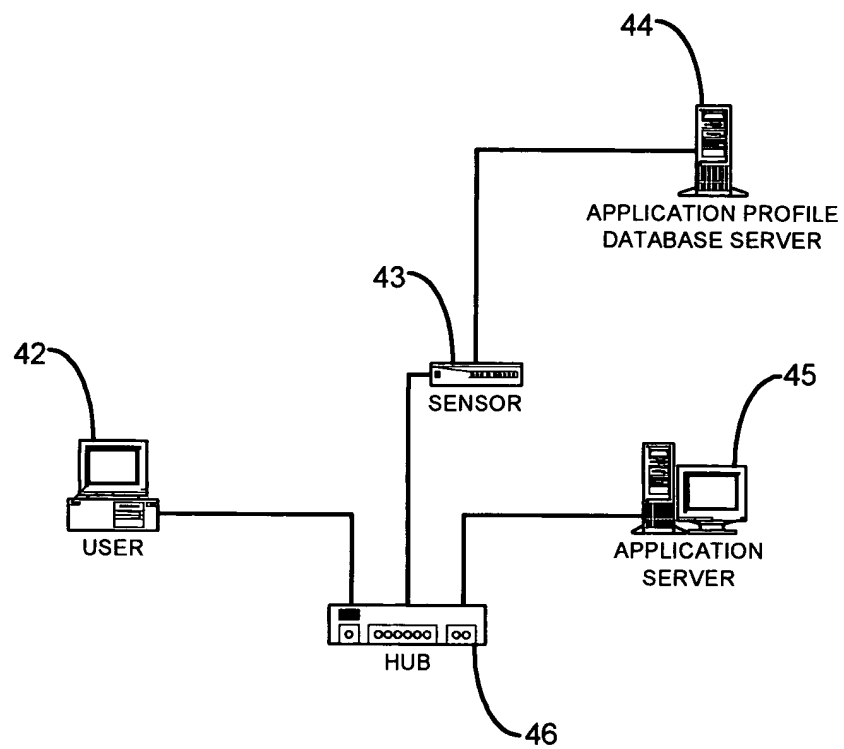 44
APPLICATION PROFILE
DATABASE SERVER
43
SENSOR
42
USER
45
APPLICATION
SERVER
HUB
46